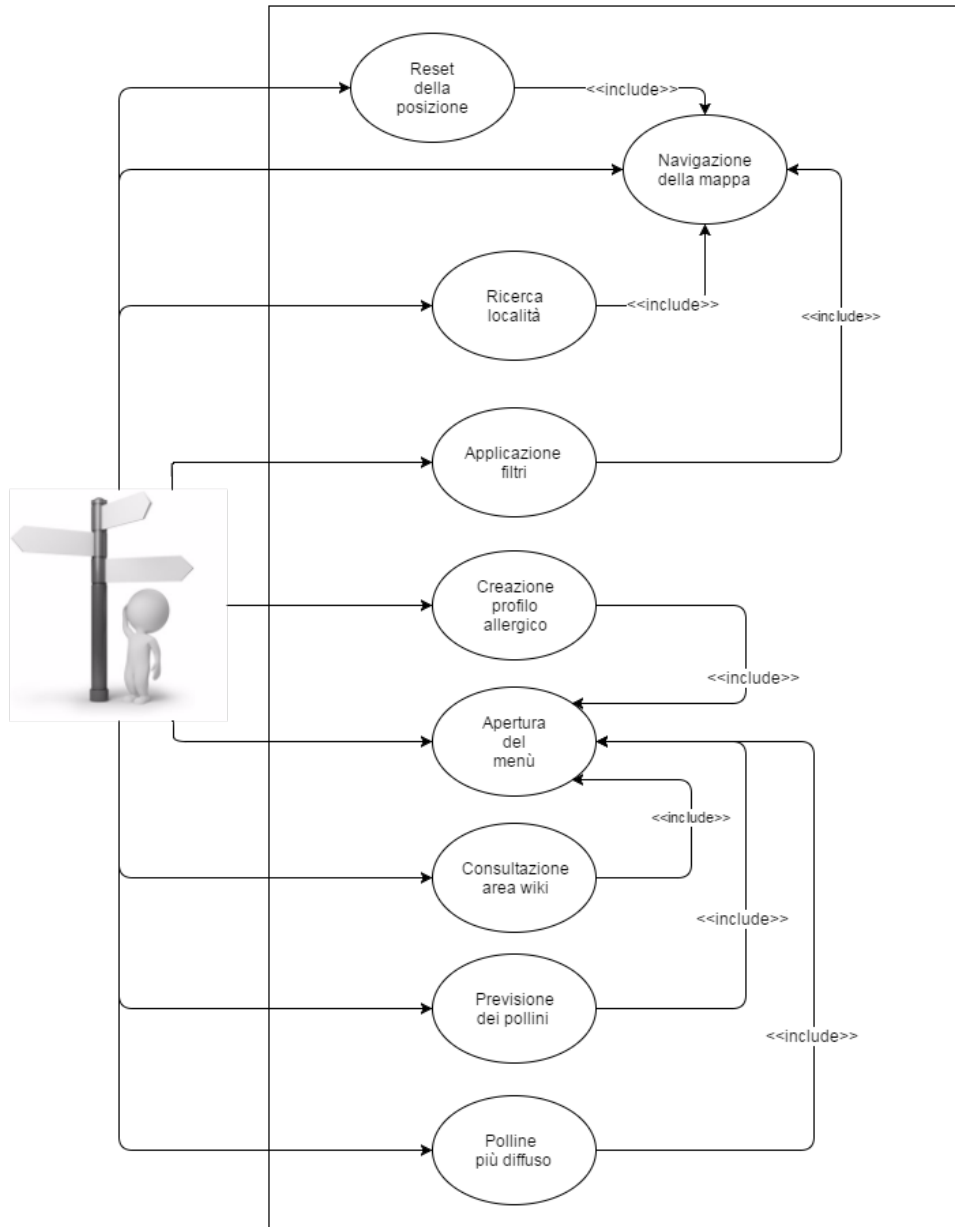 Reset
della
posizione
<<include>>
Navigazione
della mappa
Ricerca
località
<<include>>
<<include>>
Applicazione
filtri
Creazione
profilo
allergico
<<include>>
Apertura
del
menù
<<include>>
Consultazione
area wiki
<<include>>
Previsione
dei pollini
<<include>>
Polline
più diffuso